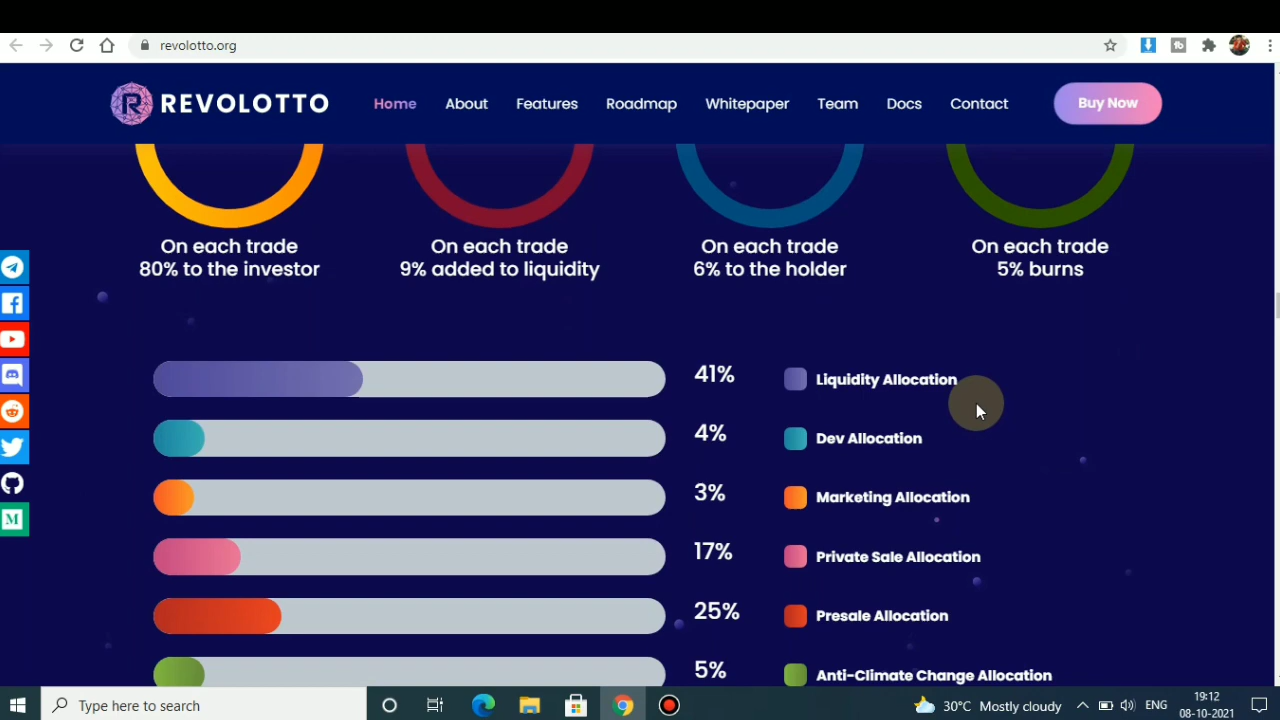 revolotto.org
REVOLOTTO
Home About Features Roadmap Whitepaper Team Docs Contact Buy Now
On each trade
80% to the investor
On each trade
9% added to liquidity
On each trade
6% to the holder
On each trade
5% burns
41% Liquidity Allocation
4% Dev Allocation
3% Marketing Allocation
17% Private Sale Allocation
25% Presale Allocation
5% Anti-Climate Change Allocation
Type here to search
30°C Mostly cloudy
ENG
19:12
08-10-2021